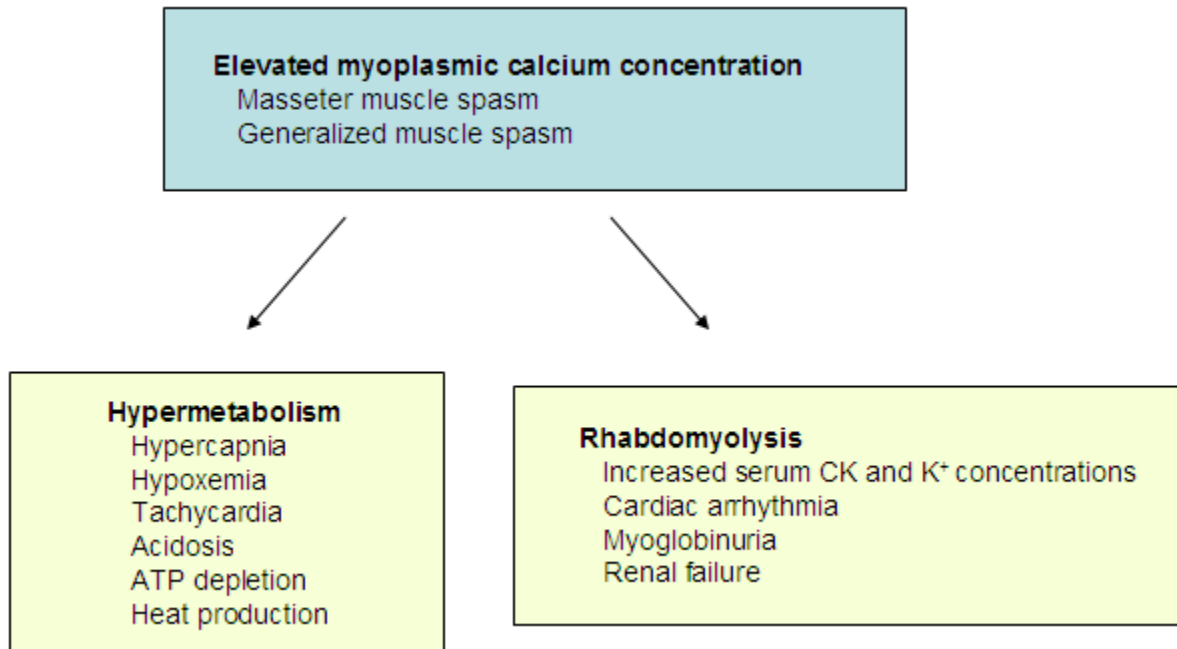 Elevated myoplasmic calcium concentration
Masseter muscle spasm
Generalized muscle spasm
Hypermetabolism
Hypercapnia
Hypoxemia
Tachycardia
Acidosis
ATP depletion
Heat production
Rhabdomyolysis
Increased serum CK and K⁺ concentrations
Cardiac arrhythmia
Myoglobinuria
Renal failure